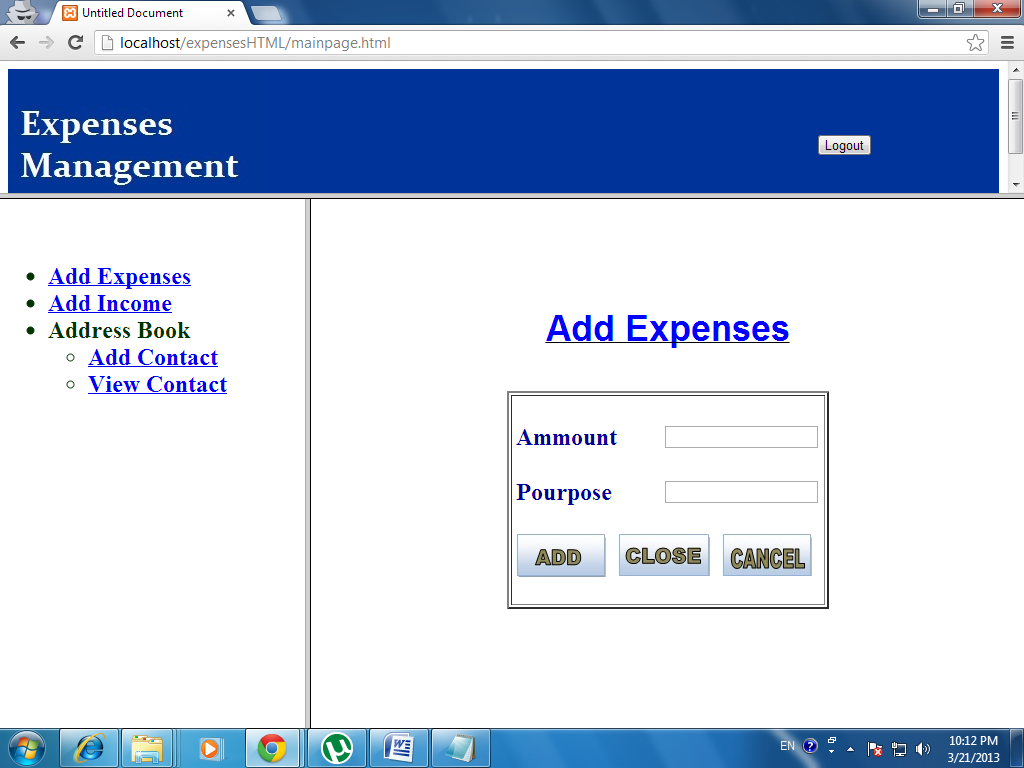 Untitled Document
localhost/expensesHTML/mainpage.html
Expenses
Management
Logout
Add Expenses
Add Income
Address Book
Add Contact
View Contact
Add Expenses
Ammount
Pourpose
ADD CLOSE CANCEL
EN
10:12 PM
3/21/2013